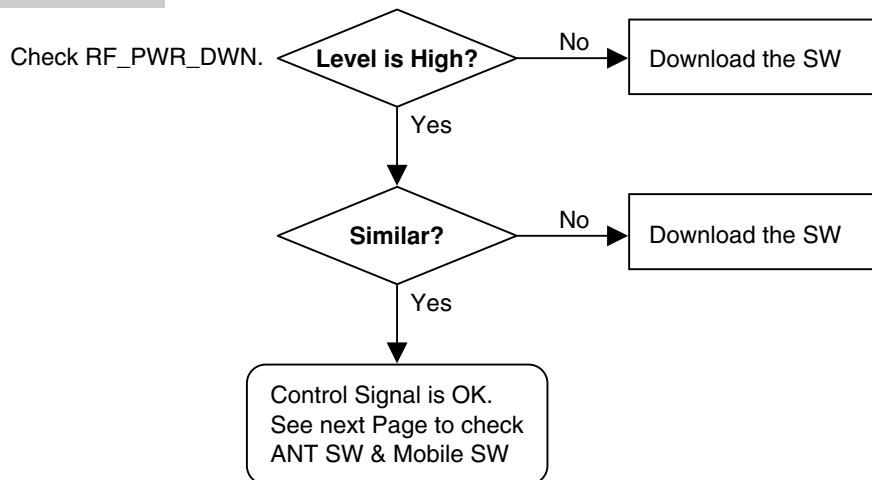 Check RF_PWR_DWN.
Level is High?
No
Download the SW
Yes
Similar?
No
Download the SW
Yes
Control Signal is OK.
See next Page to check
ANT SW & Mobile SW